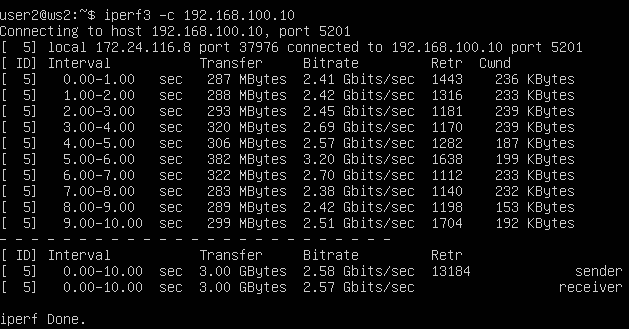 user2@ws2:~$ iperf3 -c 192.168.100.10
Connecting to host 192.168.100.10, port 5201
[  5] local 172.24.116.8 port 37976 connected to 192.168.100.10 port 5201
[ ID] Interval           Transfer     Bitrate         Retr  Cwnd
[  5]   0.00-1.00   sec   287 MBytes  2.41 Gbits/sec  1443    236 KBytes
[  5]   1.00-2.00   sec   288 MBytes  2.42 Gbits/sec  1316    233 KBytes
[  5]   2.00-3.00   sec   293 MBytes  2.45 Gbits/sec  1181    239 KBytes
[  5]   3.00-4.00   sec   320 MBytes  2.69 Gbits/sec  1170    239 KBytes
[  5]   4.00-5.00   sec   306 MBytes  2.57 Gbits/sec  1282    187 KBytes
[  5]   5.00-6.00   sec   382 MBytes  3.20 Gbits/sec  1638    199 KBytes
[  5]   6.00-7.00   sec   322 MBytes  2.70 Gbits/sec  1112    233 KBytes
[  5]   7.00-8.00   sec   283 MBytes  2.38 Gbits/sec  1140    232 KBytes
[  5]   8.00-9.00   sec   289 MBytes  2.42 Gbits/sec  1198    153 KBytes
[  5]   9.00-10.00  sec   299 MBytes  2.51 Gbits/sec  1704    192 KBytes
- - - - - - - - - - - - - - - - - - - - - - - - -
[ ID] Interval           Transfer     Bitrate         Retr
[  5]   0.00-10.00  sec  3.00 GBytes  2.58 Gbits/sec  13184             sender
[  5]   0.00-10.00  sec  3.00 GBytes  2.57 Gbits/sec                  receiver
iperf Done.